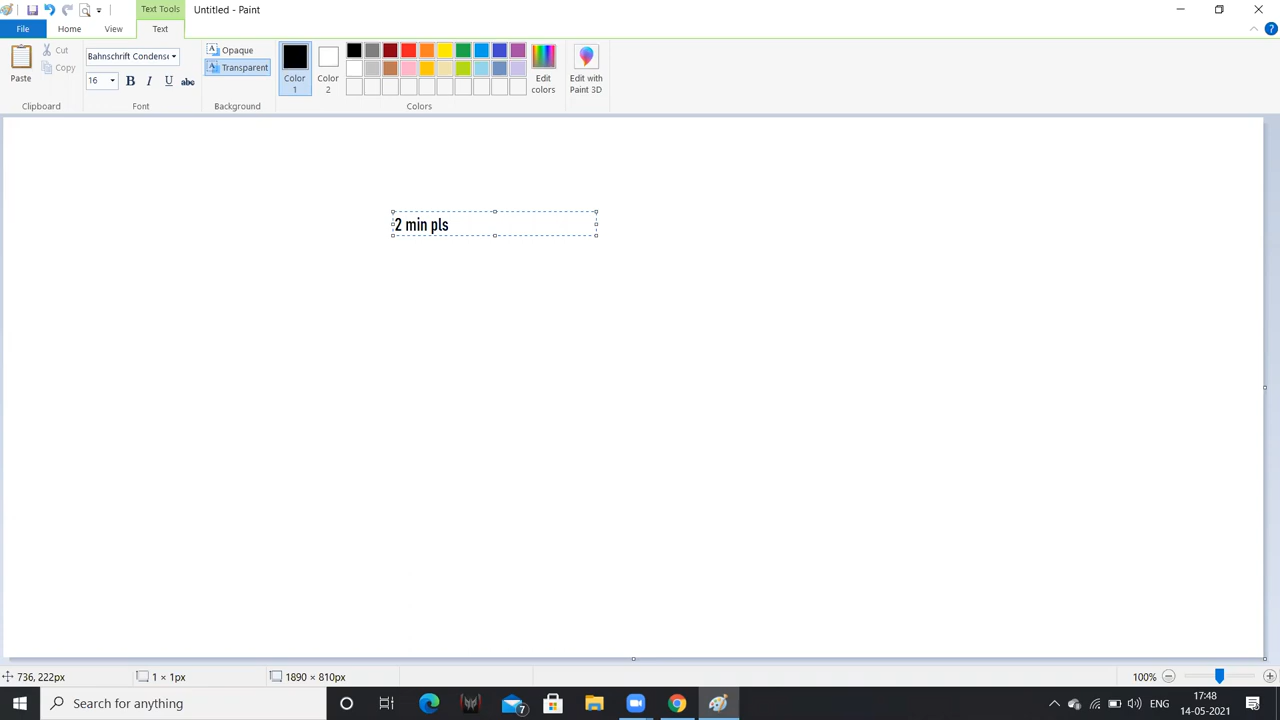 Text Tools
Untitled - Paint
File
Home
View
Text
Paste
Cut
Copy
Clipboard
Bahnschrift Condense
16
B
I
U
abc
Font
Opaque
Transparent
Background
Color 1
Color 2
Edit colors
Colors
Edit with Paint 3D
2 min pls
736, 222px
1 × 1px
1890 × 810px
100%
Search for anything
7
ENG
17:48
14-05-2021